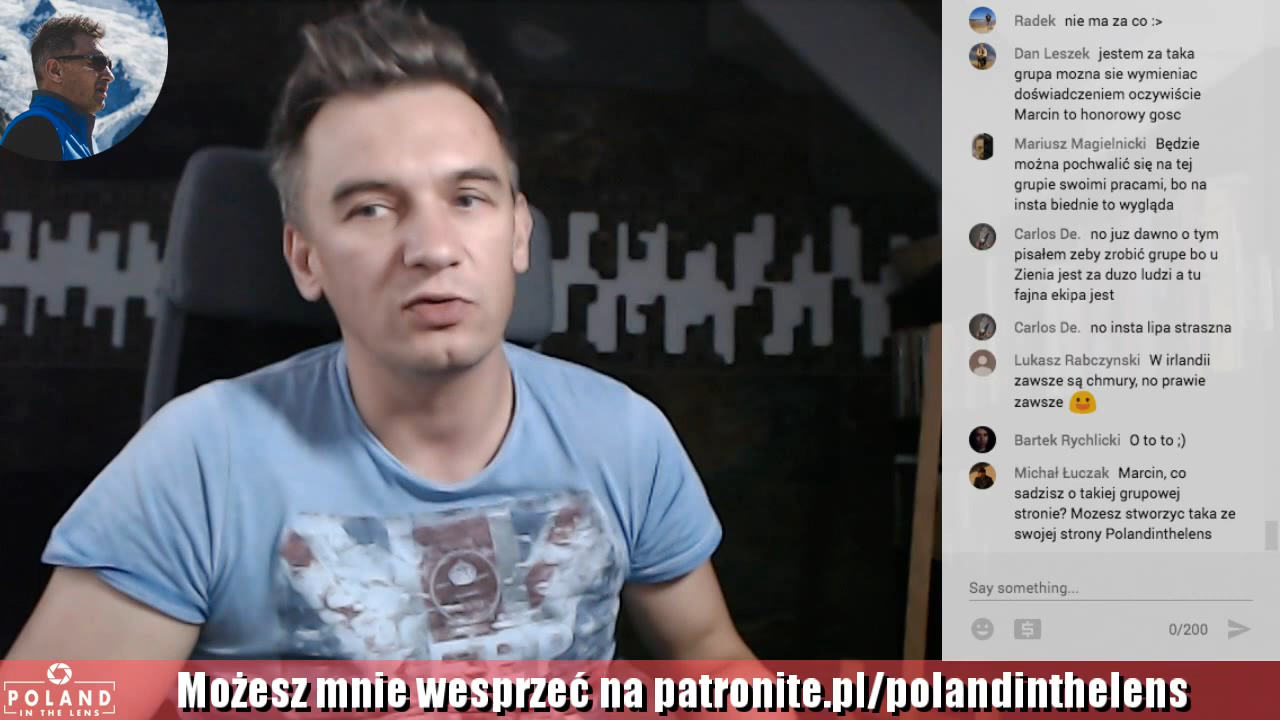 Radek nie ma za co :>
Dan Leszek jestem za taka
grupa mozna sie wymieniac
doświadczeniem oczywiście
Marcin to honorowy gosc
Mariusz Magielnicki Będzie
można pochwalić się na tej
grupie swoimi pracami, bo na
insta biednie to wygląda
Carlos De. no juz dawno o tym
pisałem zeby zrobić grupe bo u
Zienia jest za duzo ludzi a tu
fajna ekipa jest
Carlos De. no insta lipa straszna
Lukasz Rabczynski W irlandii
zawsze są chmury, no prawie
zawsze
Bartek Rychlicki O to to ;)
Michał Łuczak Marcin, co
sadzisz o takiej grupowej
stronie? Mozesz stworzyc taka ze
swojej strony Polandinthelens
Say something...
0/200
POLAND
IN THE LENS
Możesz mnie wesprzeć na patronite.pl/polandinthelens